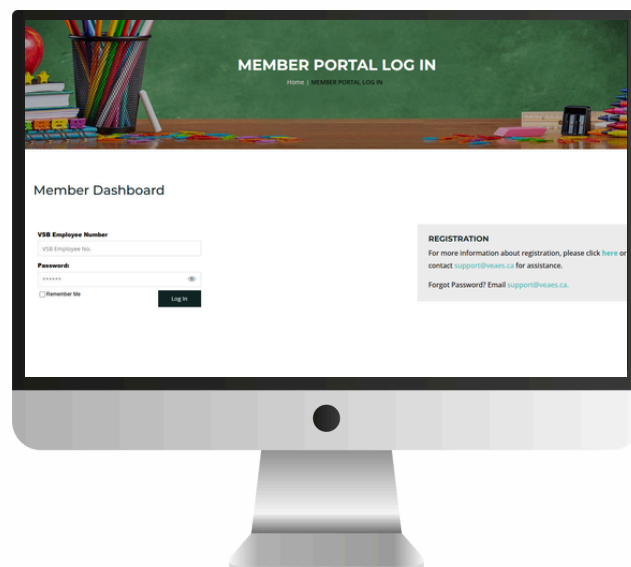 MEMBER PORTAL LOG IN
Home | MEMBER PORTAL LOG IN
Member Dashboard
VSB Employee Number
VSB Employee No.
Password:
******
Remember Me
Log In
REGISTRATION
For more information about registration, please click here or
contact support@veaes.ca for assistance.
Forgot Password? Email support@veaes.ca.